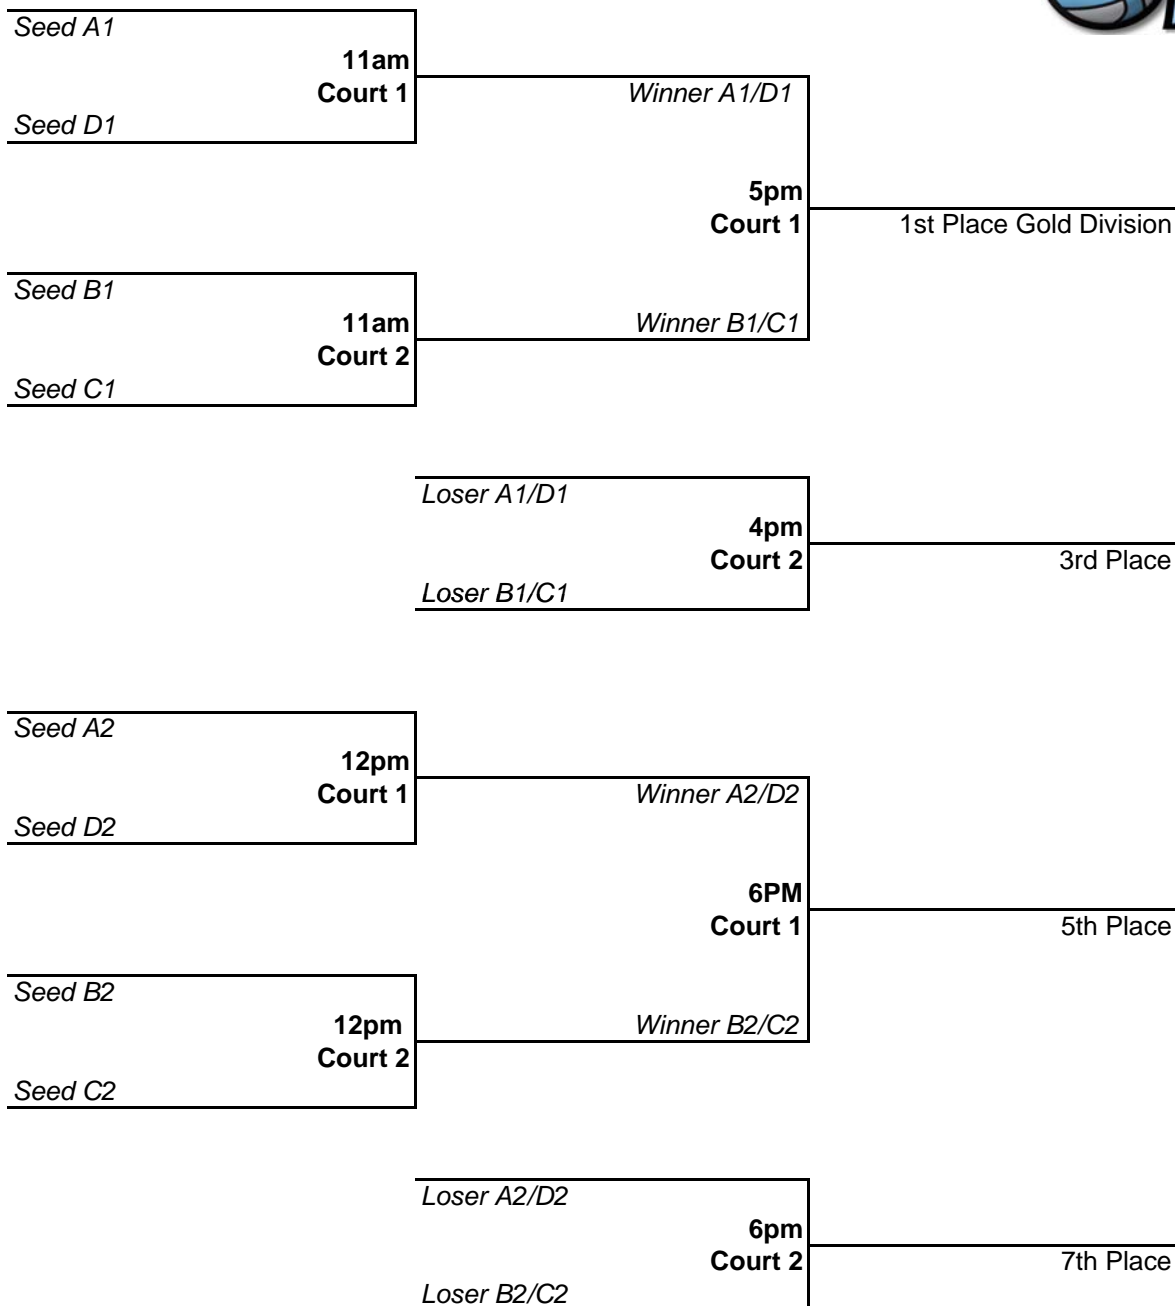 Seed A1
11am
Court 1
Winner A1/D1
Seed D1
5pm
Court 1
1st Place Gold Division
Seed B1
11am
Winner B1/C1
Court 2
Seed C1
Loser A1/D1
4pm
Court 2
3rd Place
Loser B1/C1
Seed A2
12pm
Court 1
Winner A2/D2
Seed D2
6PM
Court 1
5th Place
Seed B2
12pm
Winner B2/C2
Court 2
Seed C2
Loser A2/D2
6pm
Court 2
7th Place
Loser B2/C2